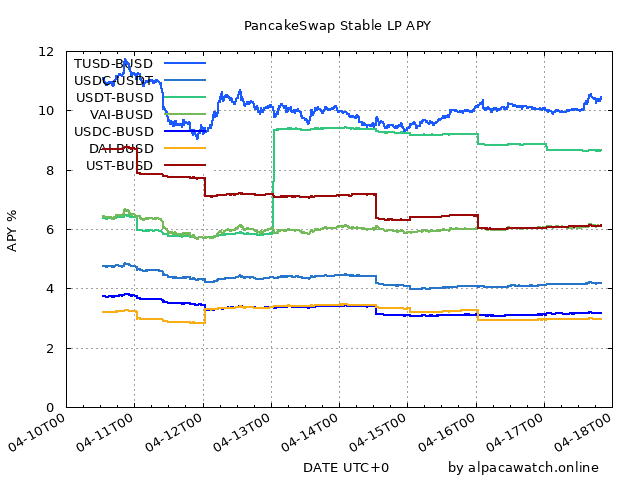 PancakeSwap Stable LP APY
12
10
8
6
4
2
0
APY %
TUSD-BUSD
USDC-USDT
USDT-BUSD
VAI-BUSD
USDC-BUSD
DAI-BUSD
UST-BUSD
04-10T00
04-11T00
04-12T00
04-13T00
04-14T00
04-15T00
04-16T00
04-17T00
04-18T00
DATE UTC+0
by alpacawatch.online